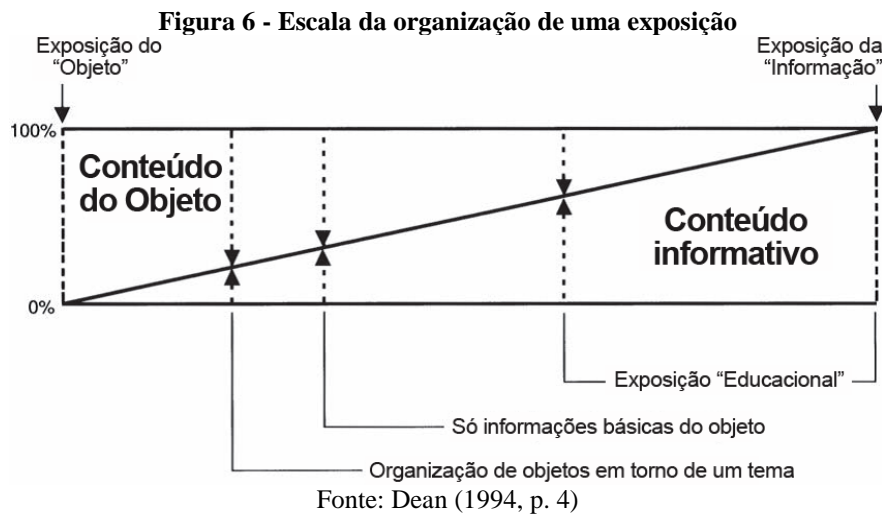 Figura 6 - Escala da organização de uma exposição
Exposição do
“Objeto”
Exposição da
“Informação”
100%
Conteúdo
do Objeto
Conteúdo
informativo
0%
Exposição “Educacional”
Só informações básicas do objeto
Organização de objetos em torno de um tema
Fonte: Dean (1994, p. 4)